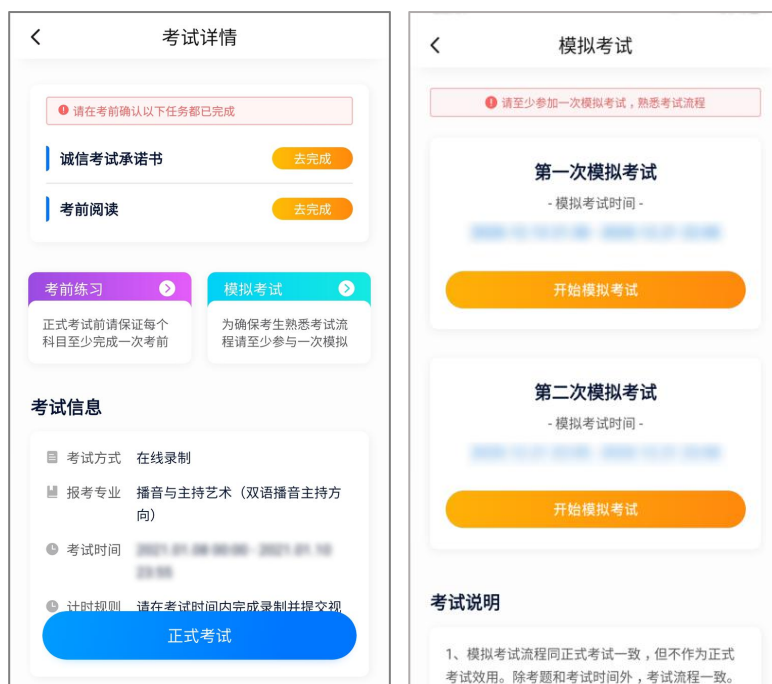 考试详情
请在考前确认以下任务都已完成
诚信考试承诺书
去完成
考前阅读
去完成
考前练习
正式考试前请保证每个
科目至少完成一次考前
模拟考试
为确保考生熟悉考试流
程请至少参与一次模拟
考试信息
考试方式 在线录制
报考专业 播音与主持艺术（双语播音主持方
向）
考试时间
计时规则 请在考试时间内完成录制并提交视
正式考试
模拟考试
请至少参加一次模拟考试，熟悉考试流程
第一次模拟考试
- 模拟考试时间 -
开始模拟考试
第二次模拟考试
- 模拟考试时间 -
开始模拟考试
考试说明
1、模拟考试流程同正式考试一致，但不作为正式
考试效用。除考题和考试时间外，考试流程一致。